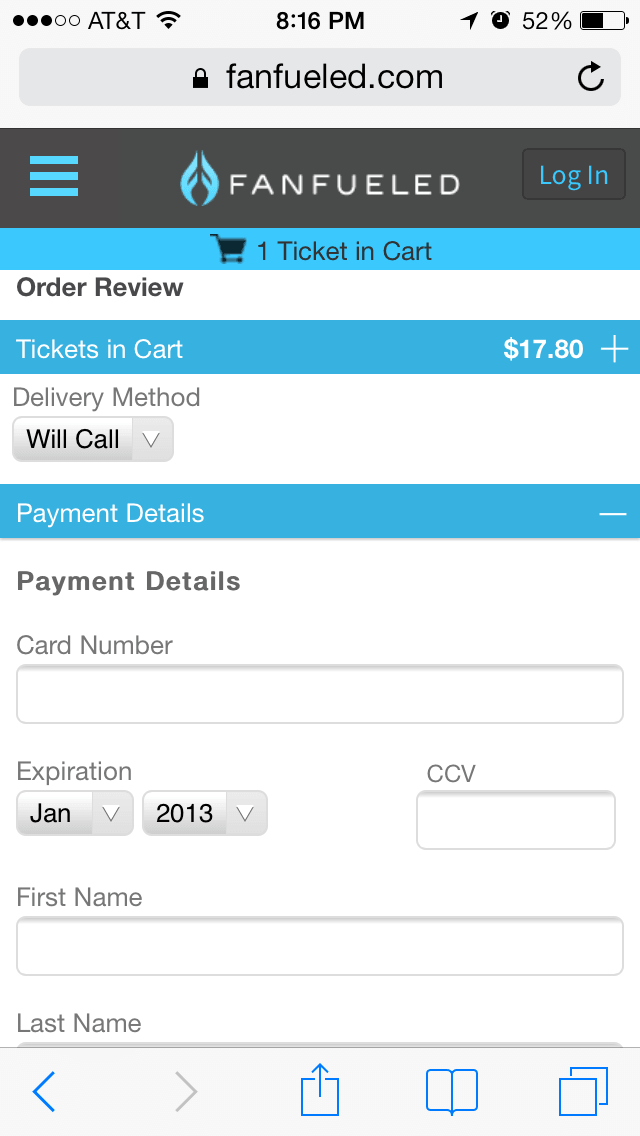 AT&T 8:16 PM 52%
fanfueled.com
FANFUELED Log In
1 Ticket in Cart
Order Review
Tickets in Cart $17.80
Delivery Method
Will Call
Payment Details
Payment Details
Card Number
Expiration CCV
Jan 2013
First Name
Last Name